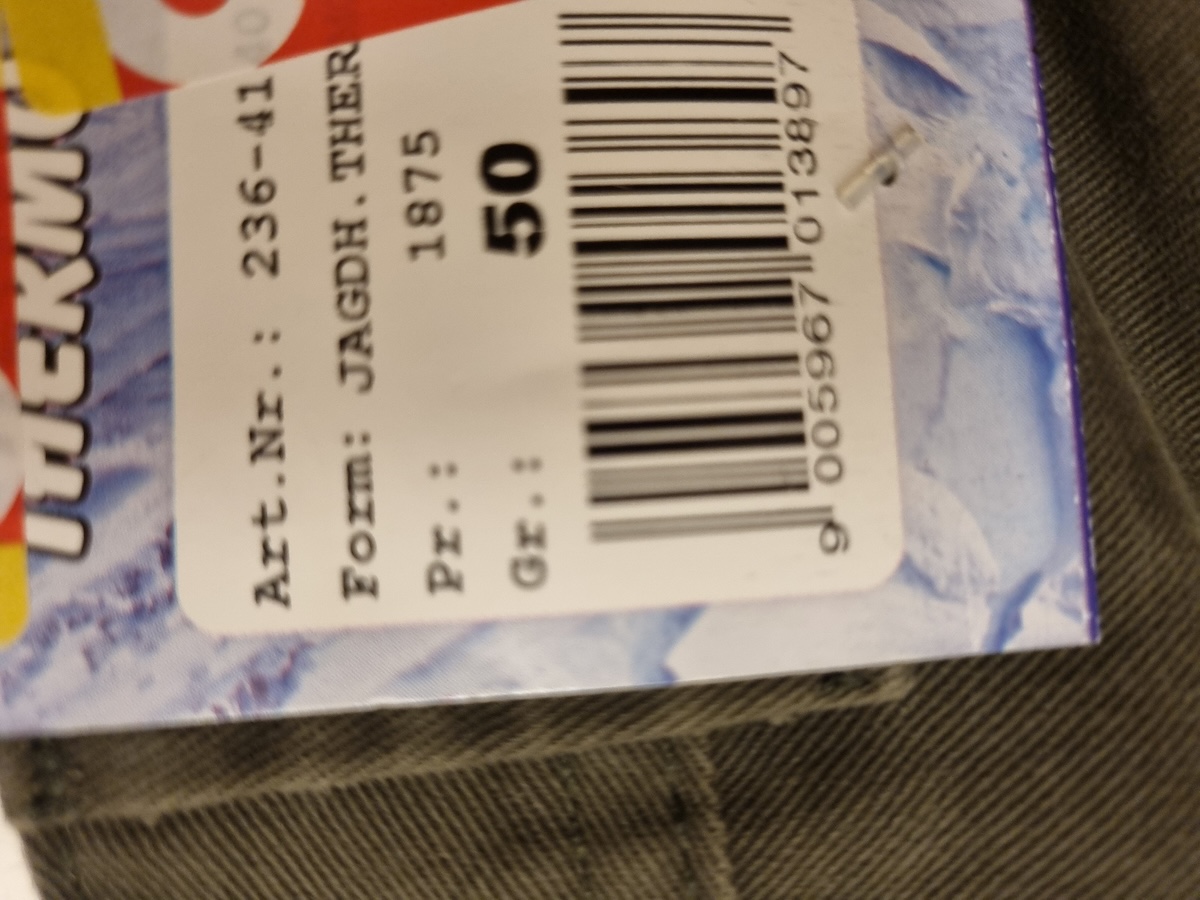 Art.Nr.: 236-41
Form: JAGDH.THER
Pr.: 1875
Gr.: 50
9 005967 013897